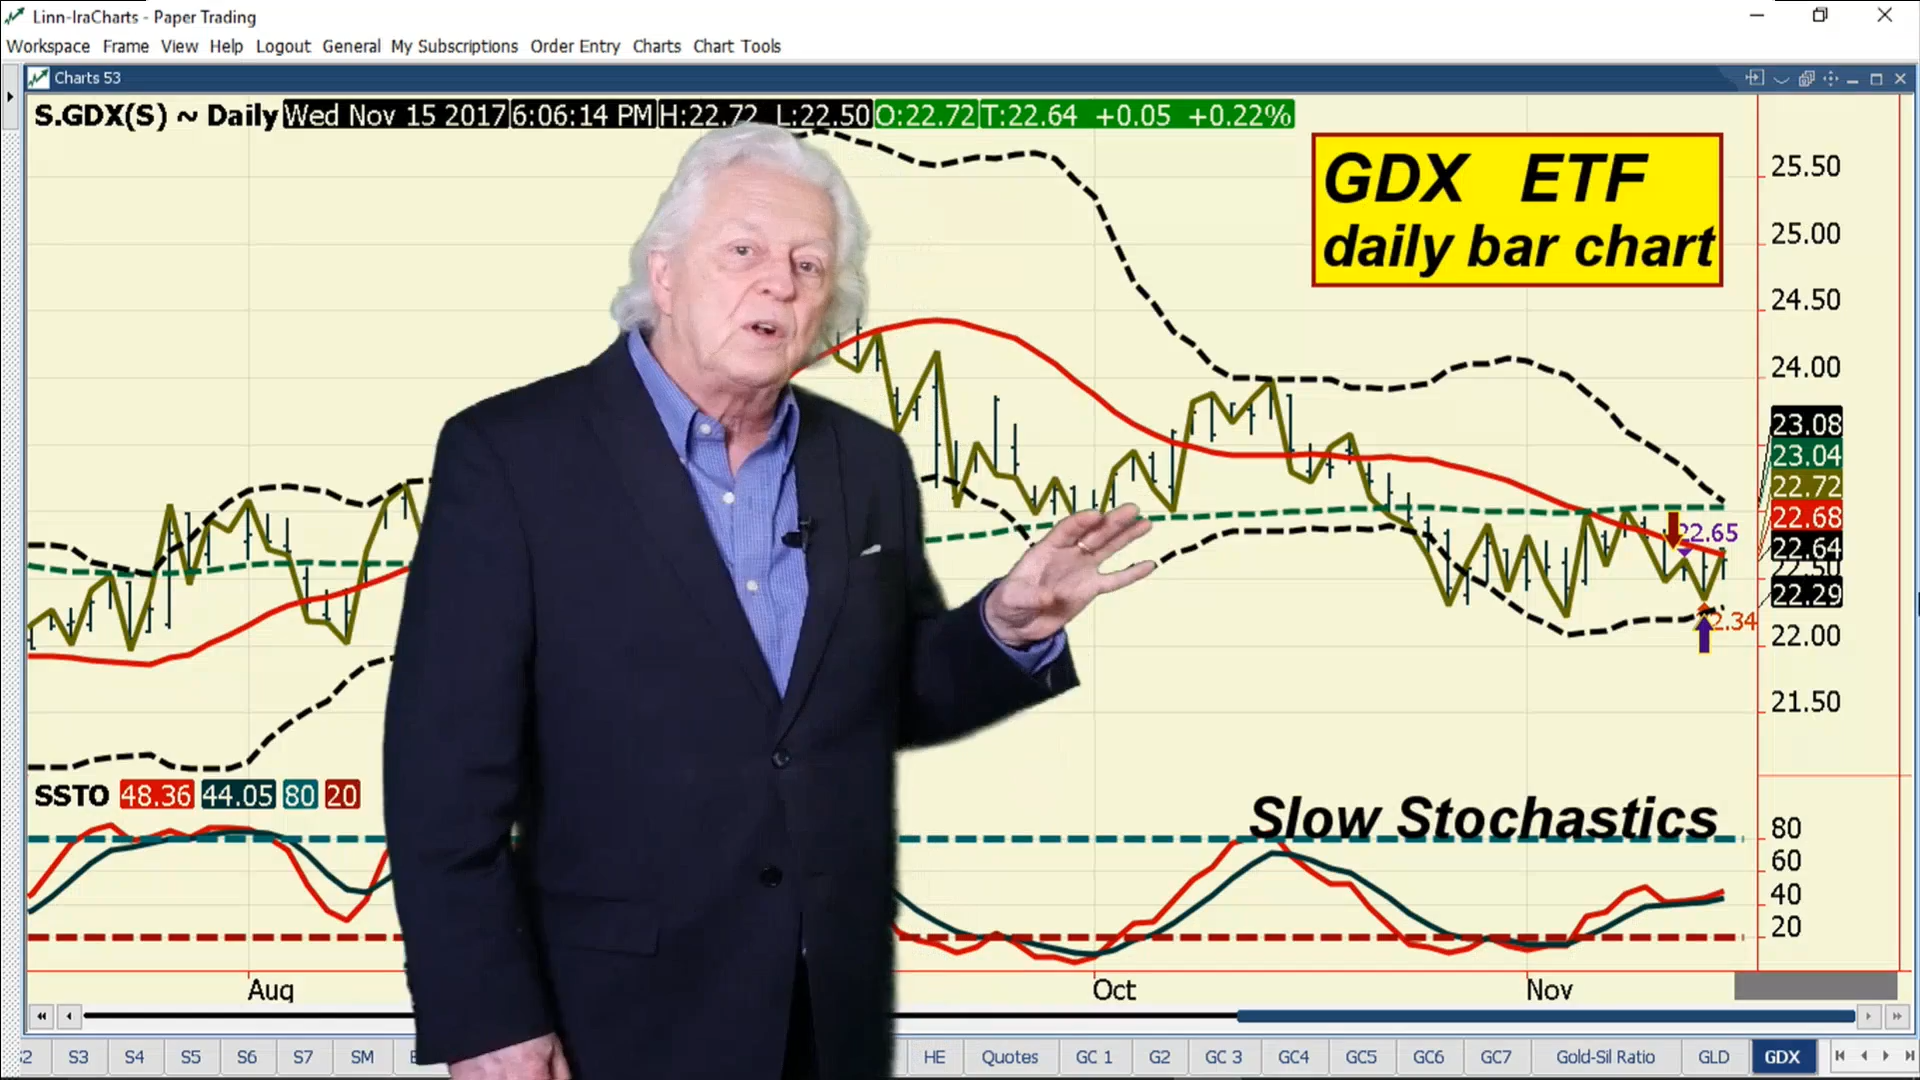 Linn-IraCharts - Paper Trading
Workspace Frame View Help Logout General My Subscriptions Order Entry Charts Chart Tools
Charts 53
S.GDX(S) ~ Daily Wed Nov 15 2017 6:06:14 PM H:22.72 L:22.50 O:22.72 T:22.64 +0.05 +0.22%
GDX ETF
daily bar chart
25.50
25.00
24.50
24.00
23.08
23.04
22.72
22.68
22.65
22.64
22.50
22.29
2.34
22.00
21.50
SSTO 48.36 44.05 80 20
Slow Stochastics
80
60
40
20
Aug Oct Nov
S3 S4 S5 S6 S7 SM HE Quotes GC 1 G2 GC 3 GC4 GC5 GC6 GC7 Gold-Sil Ratio GLD GDX